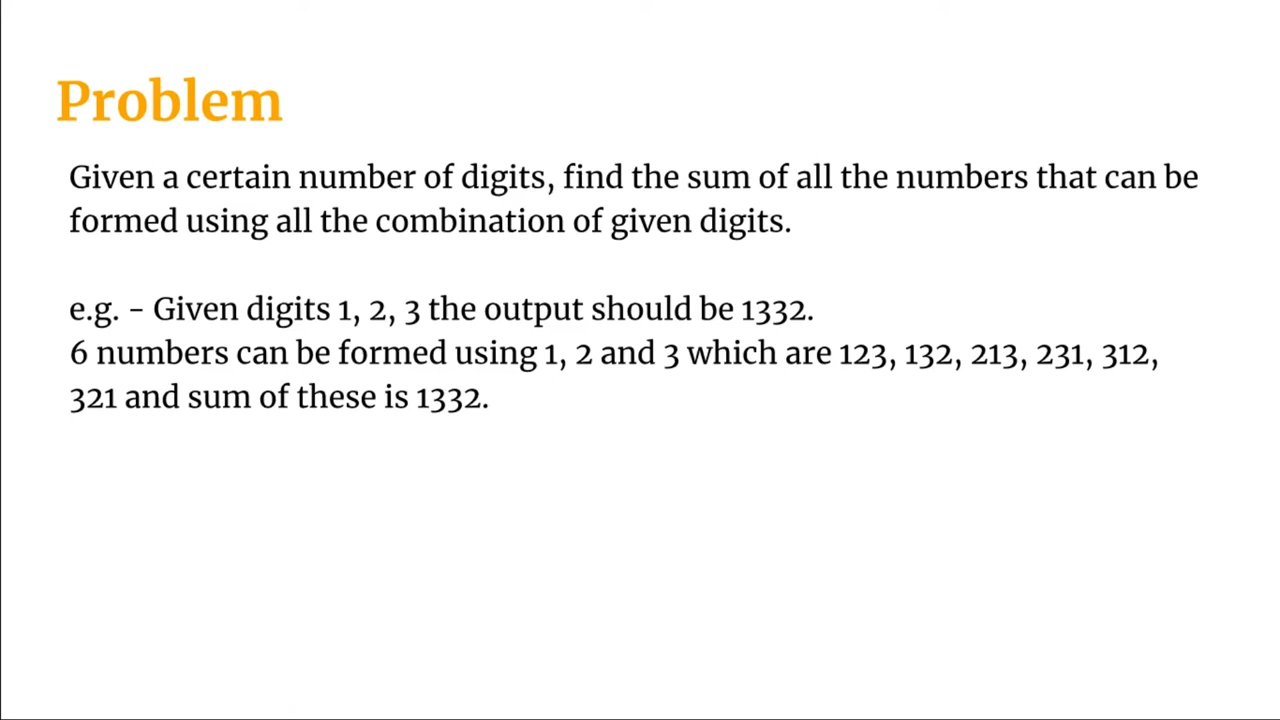 Problem
Given a certain number of digits, find the sum of all the numbers that can be
formed using all the combination of given digits.
e.g. - Given digits 1, 2, 3 the output should be 1332.
6 numbers can be formed using 1, 2 and 3 which are 123, 132, 213, 231, 312,
321 and sum of these is 1332.